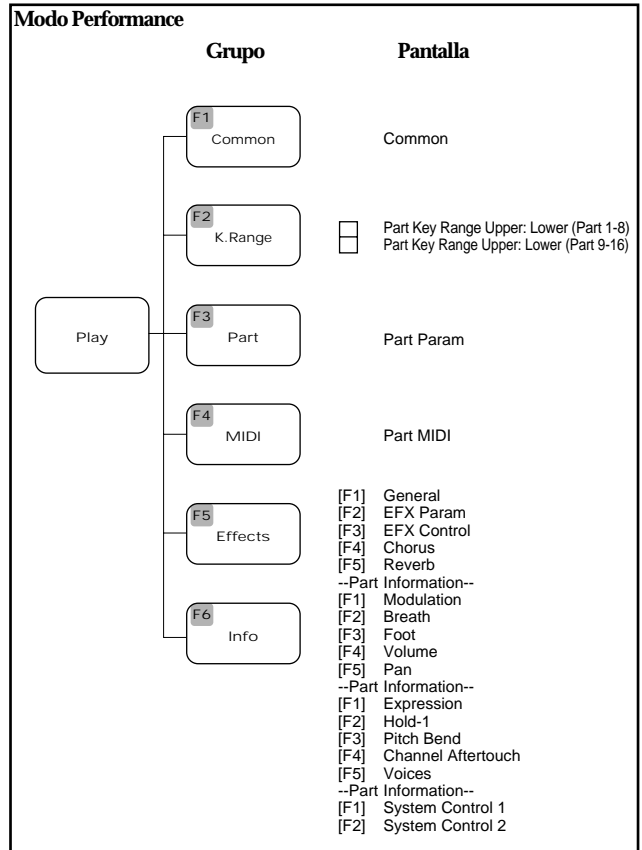 Modo Performance
Grupo Pantalla
F1
Common Common
F2
K.Range
Part Key Range Upper: Lower (Part 1-8)
Part Key Range Upper: Lower (Part 9-16)
Play
F3
Part Part Param
F4
MIDI Part MIDI
F5
Effects
[F1] General
[F2] EFX Param
[F3] EFX Control
[F4] Chorus
[F5] Reverb
F6
Info
--Part Information--
[F1] Modulation
[F2] Breath
[F3] Foot
[F4] Volume
[F5] Pan
--Part Information--
[F1] Expression
[F2] Hold-1
[F3] Pitch Bend
[F4] Channel Aftertouch
[F5] Voices
--Part Information--
[F1] System Control 1
[F2] System Control 2